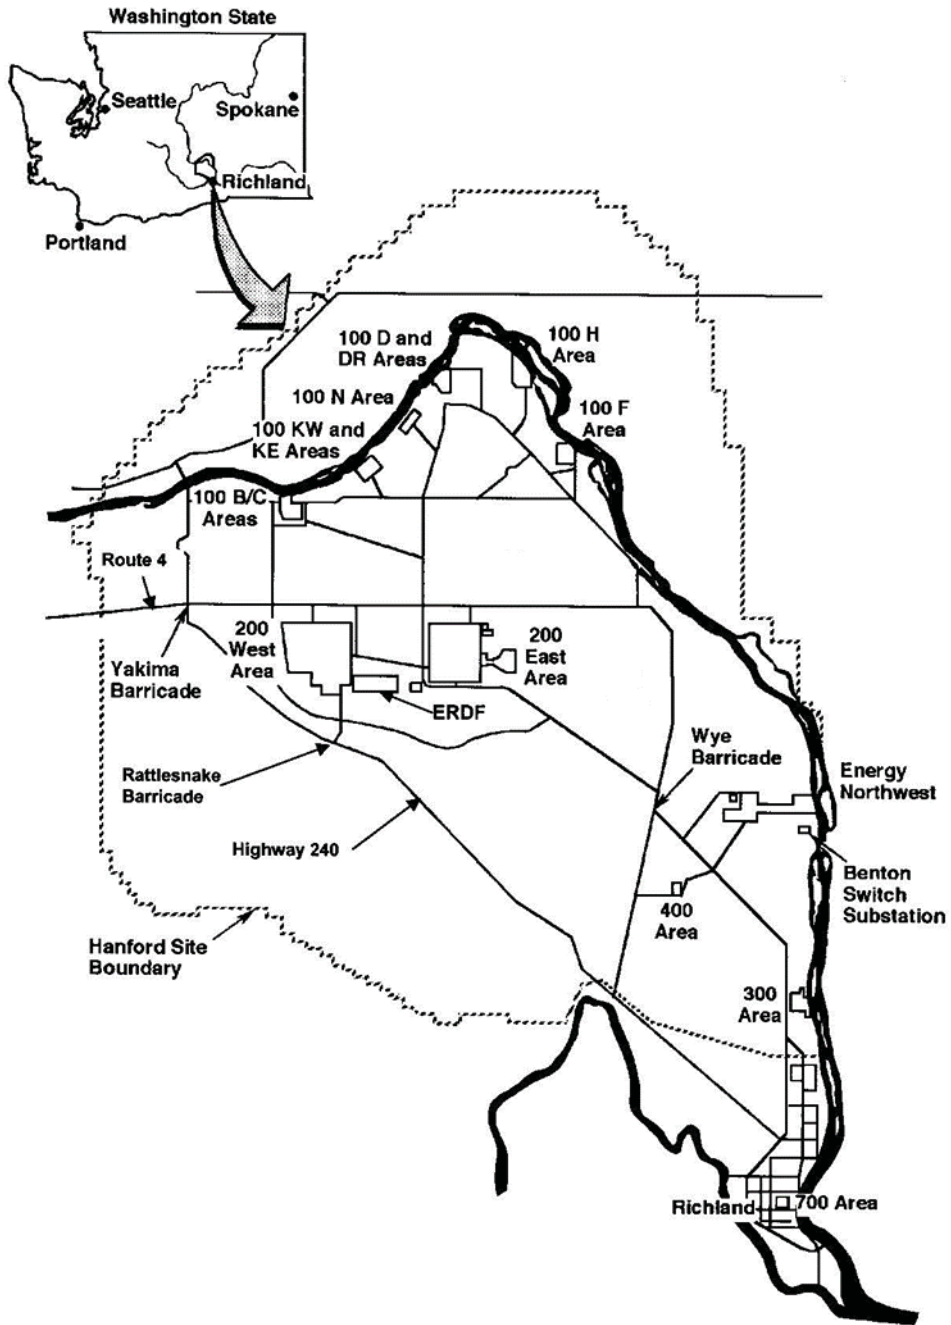 Washington State
Seattle
Spokane
Richland
Portland
100 D and
DR Areas
100 H
Area
100 N Area
100 F
Area
100 KW and
KE Areas
100 B/C
Areas
Route 4
200
West
Area
200
East
Area
Yakima
Barricade
ERDF
Wye
Barricade
Rattlesnake
Barricade
Energy
Northwest
Highway 240
Benton
Switch
Substation
400
Area
Hanford Site
Boundary
300
Area
Richland
700 Area